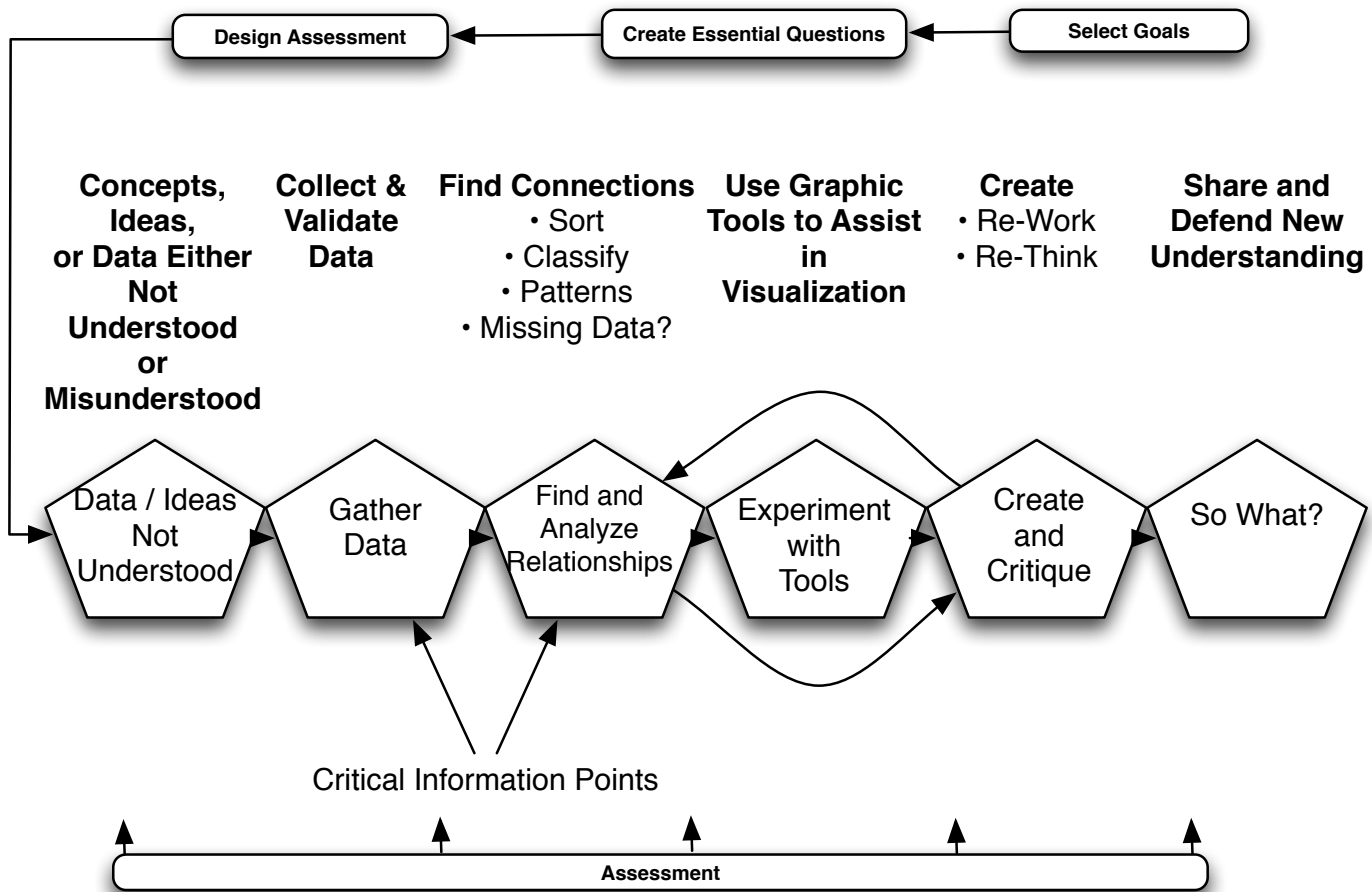 Design Assessment
Create Essential Questions
Select Goals
Concepts,
Ideas,
or Data Either
Not
Understood
or
Misunderstood
Collect &
Validate
Data
Find Connections
• Sort
• Classify
• Patterns
• Missing Data?
Use Graphic
Tools to Assist
in
Visualization
Create
• Re-Work
• Re-Think
Share and
Defend New
Understanding
Data / Ideas
Not
Understood
Gather
Data
Find and
Analyze
Relationships
Experiment
with
Tools
Create
and
Critique
So What?
Critical Information Points
Assessment